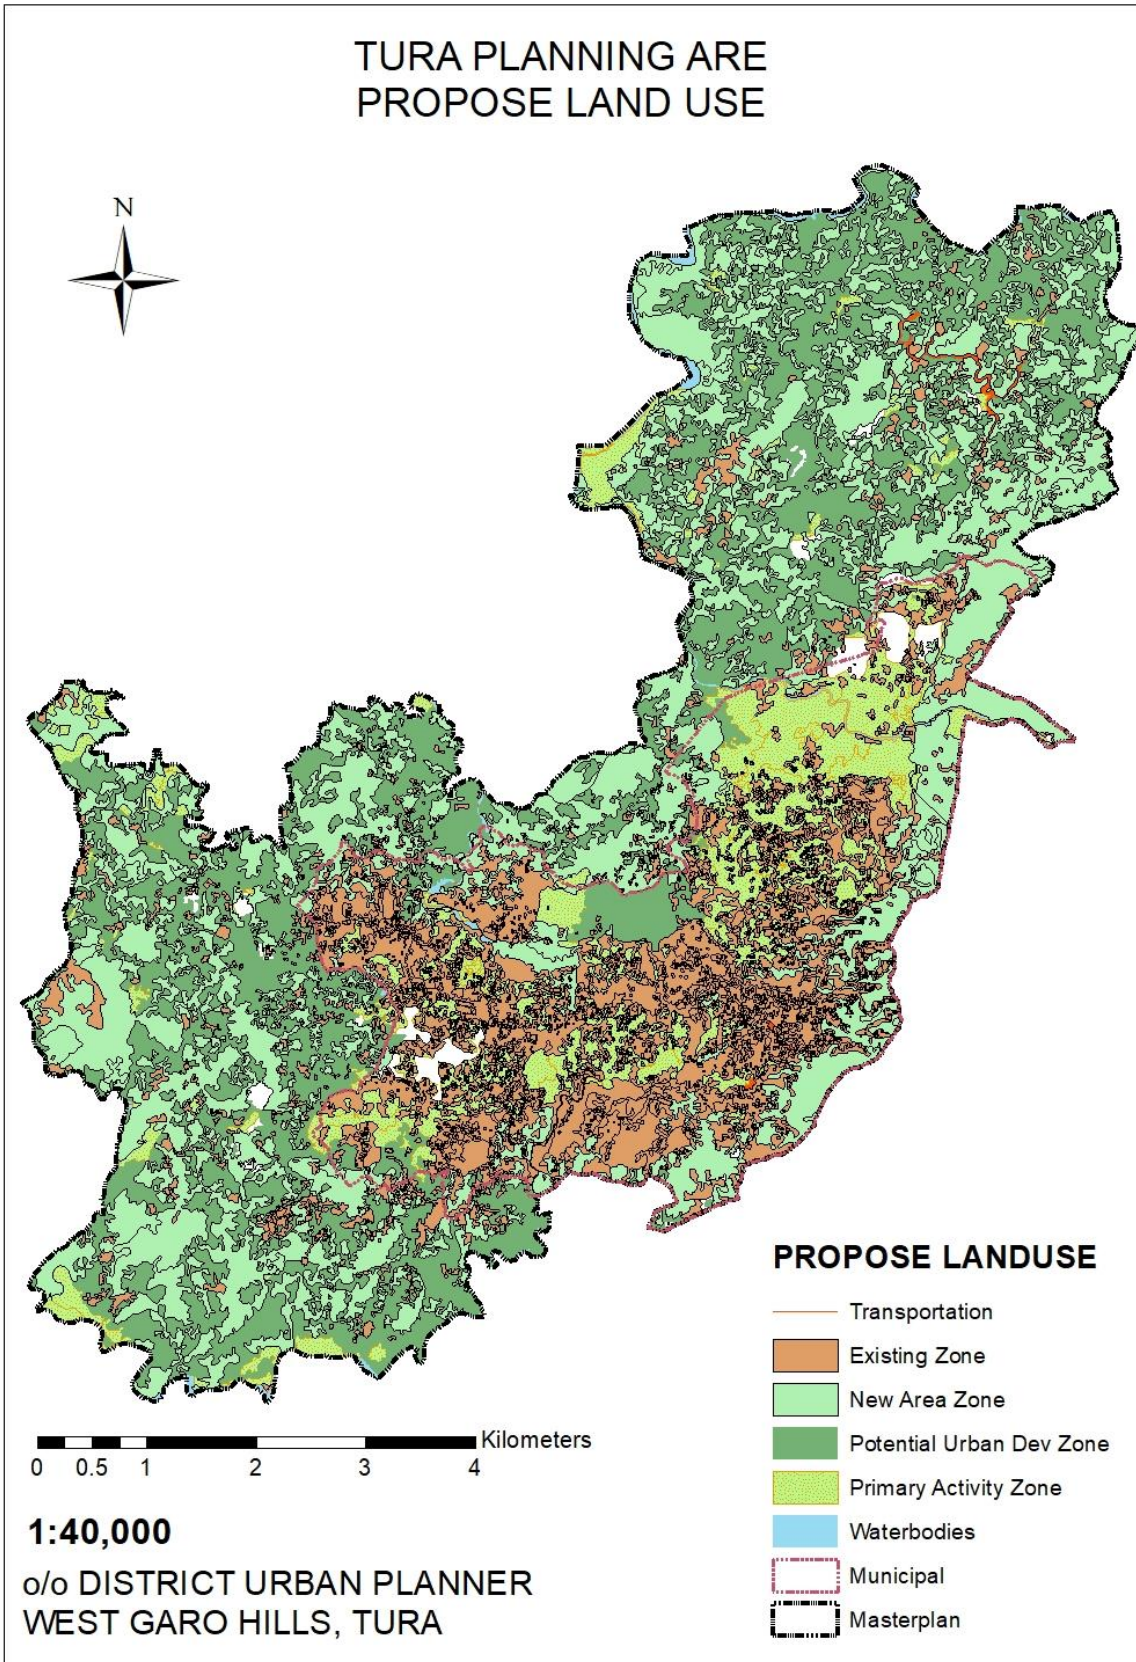 TURA PLANNING ARE
PROPOSE LAND USE
N
PROPOSE LANDUSE
Transportation
Existing Zone
New Area Zone
Potential Urban Dev Zone
Primary Activity Zone
Waterbodies
Municipal
Masterplan
Kilometers
0 0.5 1 2 3 4
1:40,000
o/o DISTRICT URBAN PLANNER
WEST GARO HILLS, TURA